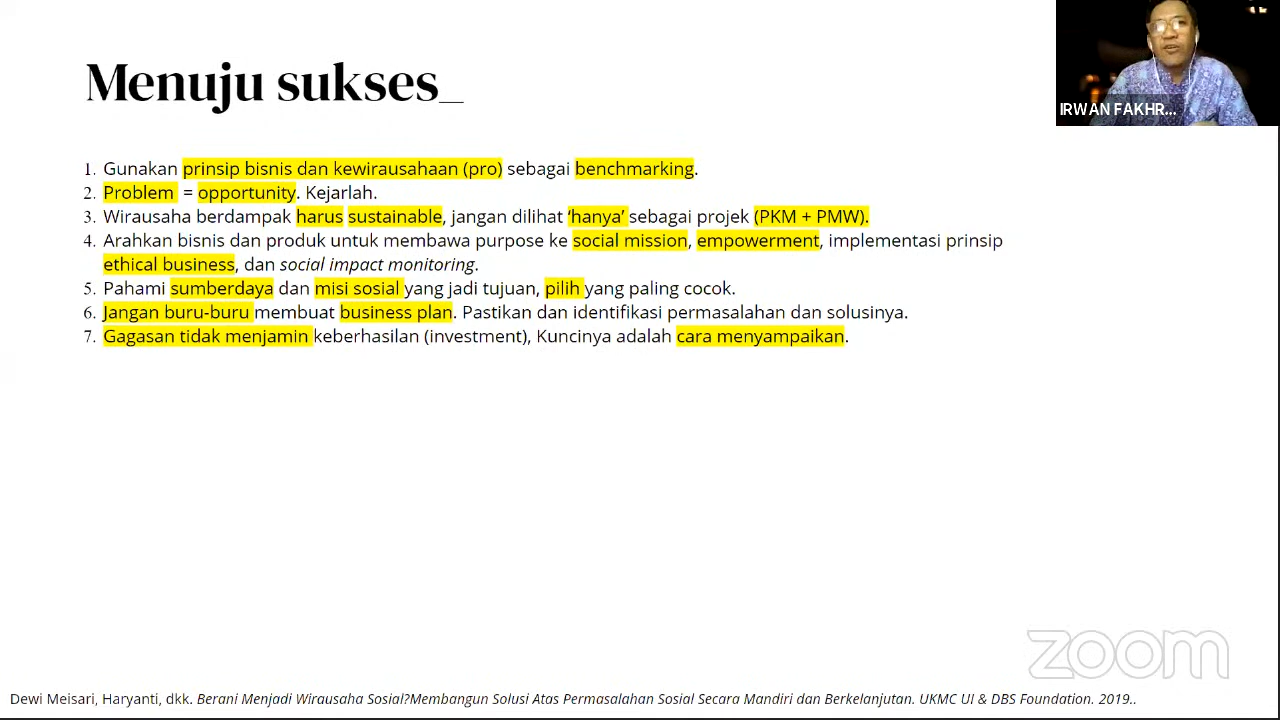 Menuju sukses_
IRWAN FAKHR...
1. Gunakan prinsip bisnis dan kewirausahaan (pro) sebagai benchmarking.
2. Problem = opportunity. Kejarlah.
3. Wirausaha berdampak harus sustainable, jangan dilihat ‘hanya’ sebagai projek (PKM + PMW).
4. Arahkan bisnis dan produk untuk membawa purpose ke social mission, empowerment, implementasi prinsip
ethical business, dan social impact monitoring.
5. Pahami sumberdaya dan misi sosial yang jadi tujuan, pilih yang paling cocok.
6. Jangan buru-buru membuat business plan. Pastikan dan identifikasi permasalahan dan solusinya.
7. Gagasan tidak menjamin keberhasilan (investment), Kuncinya adalah cara menyampaikan.
zoom
Dewi Meisari, Haryanti, dkk. Berani Menjadi Wirausaha Sosial?Membangun Solusi Atas Permasalahan Sosial Secara Mandiri dan Berkelanjutan. UKMC UI & DBS Foundation. 2019..